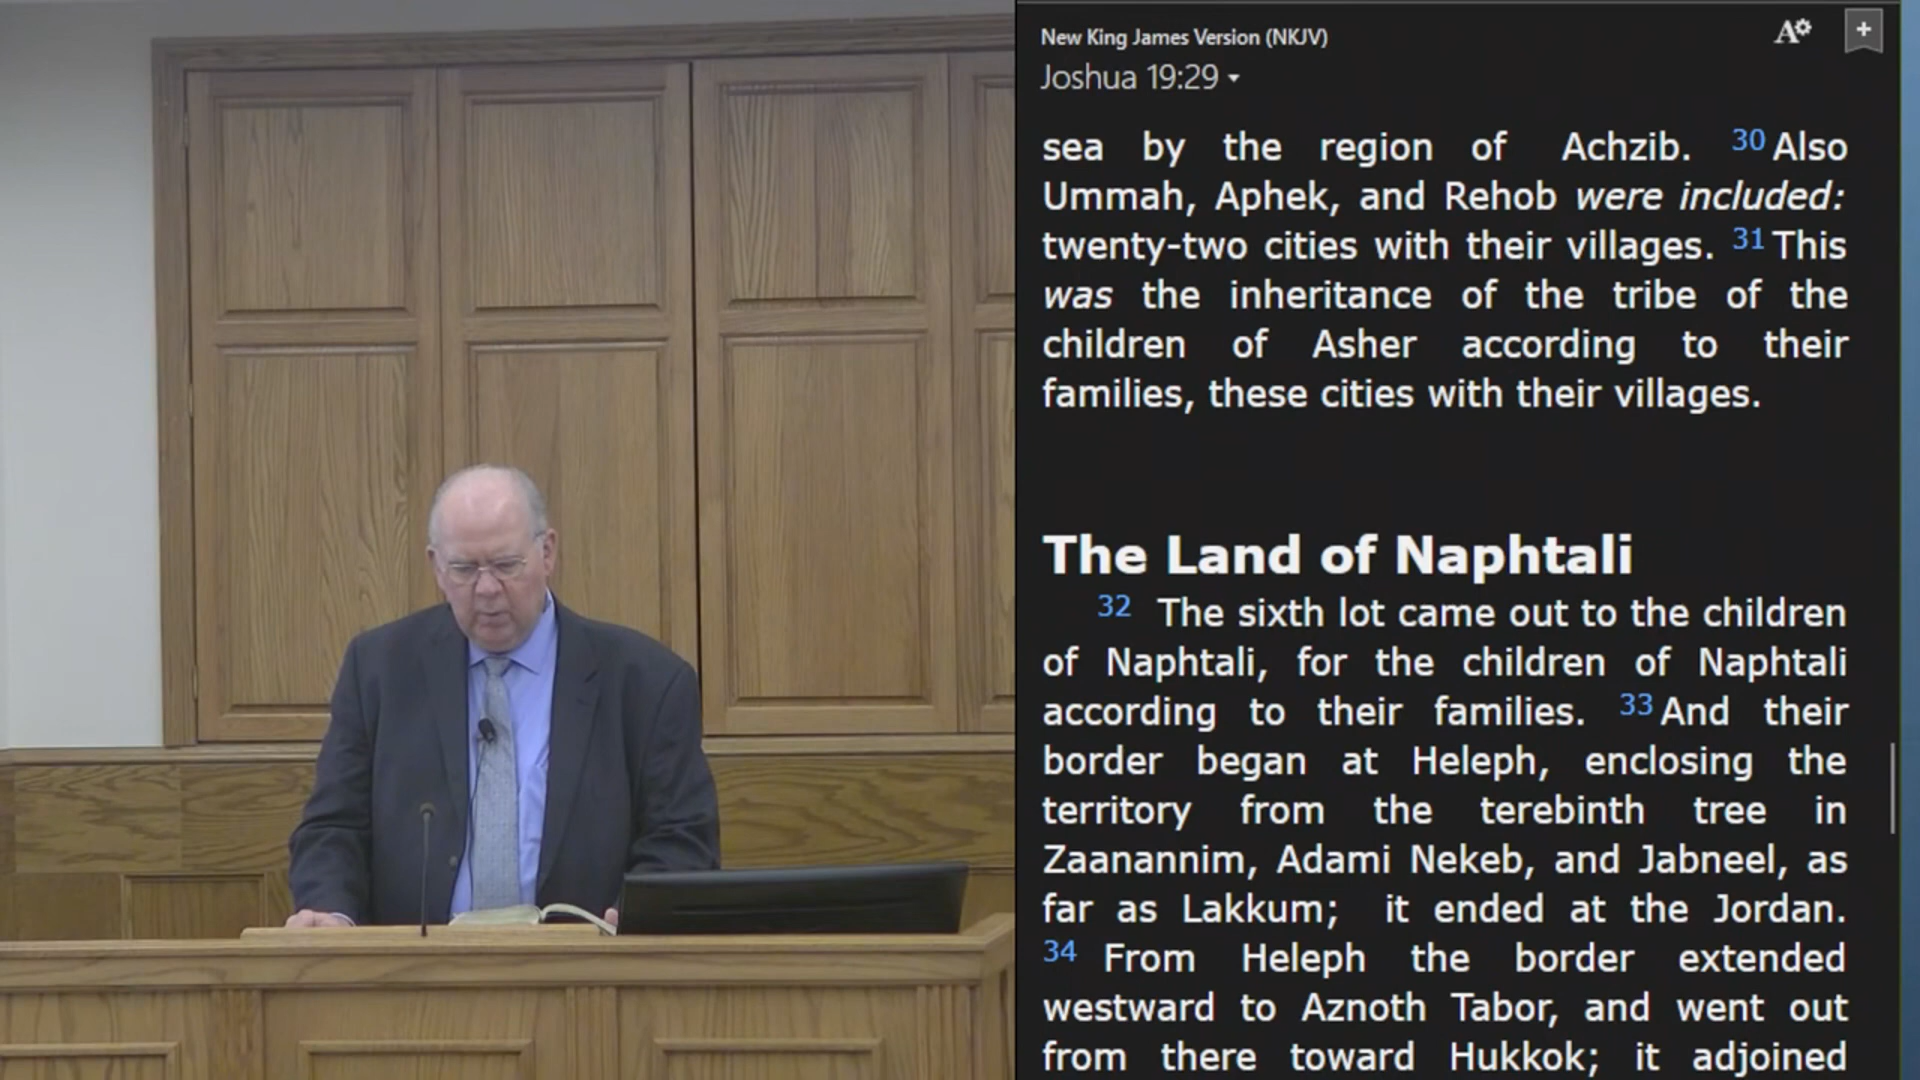 New King James Version (NKJV)
A
+
Joshua 19:29
sea by the region of Achzib. 30 Also
Ummah, Aphek, and Rehob were included:
twenty-two cities with their villages. 31 This
was the inheritance of the tribe of the
children of Asher according to their
families, these cities with their villages.
The Land of Naphtali
32 The sixth lot came out to the children
of Naphtali, for the children of Naphtali
according to their families. 33 And their
border began at Heleph, enclosing the
territory from the terebinth tree in
Zaanannim, Adami Nekeb, and Jabneel, as
far as Lakkum; it ended at the Jordan.
34 From Heleph the border extended
westward to Aznoth Tabor, and went out
from there toward Hukkok; it adjoined